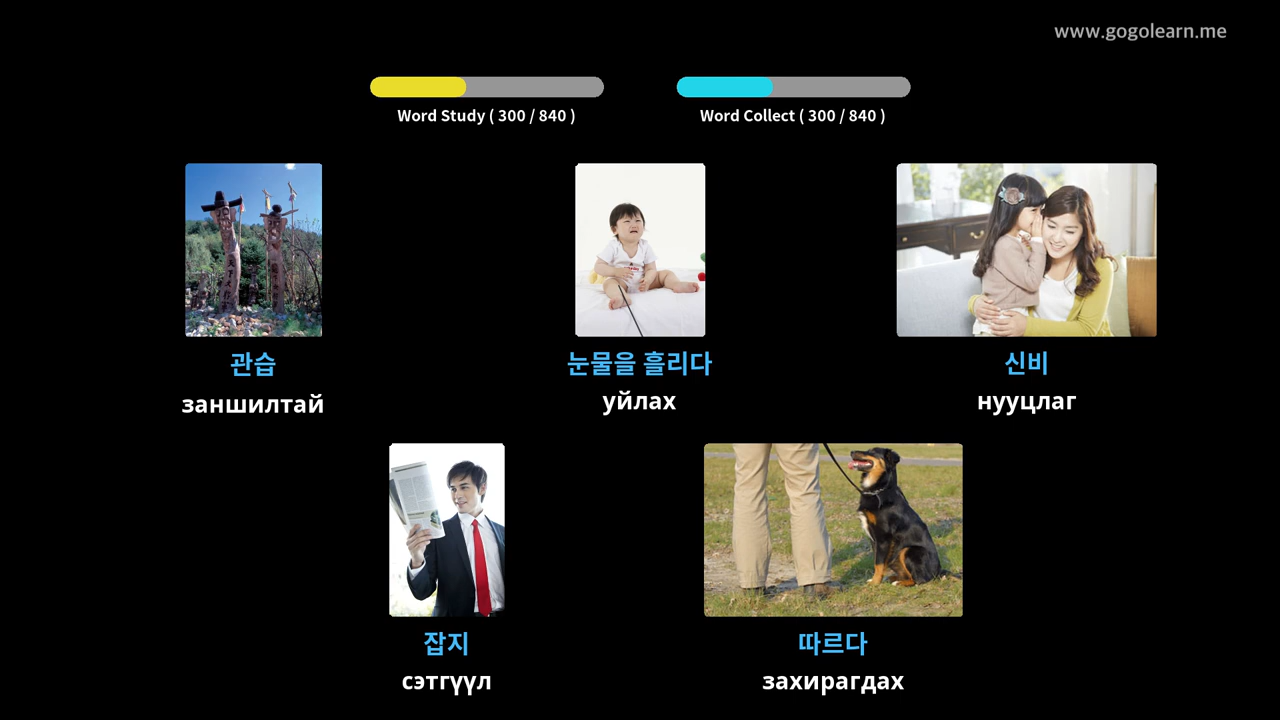 www.gogolearn.me
Word Study ( 300 / 840 )
Word Collect ( 300 / 840 )
관습
заншилтай
눈물을 흘리다
уйлах
신비
нууцлаг
잡지
сэтгүүл
따르다
захирагдах